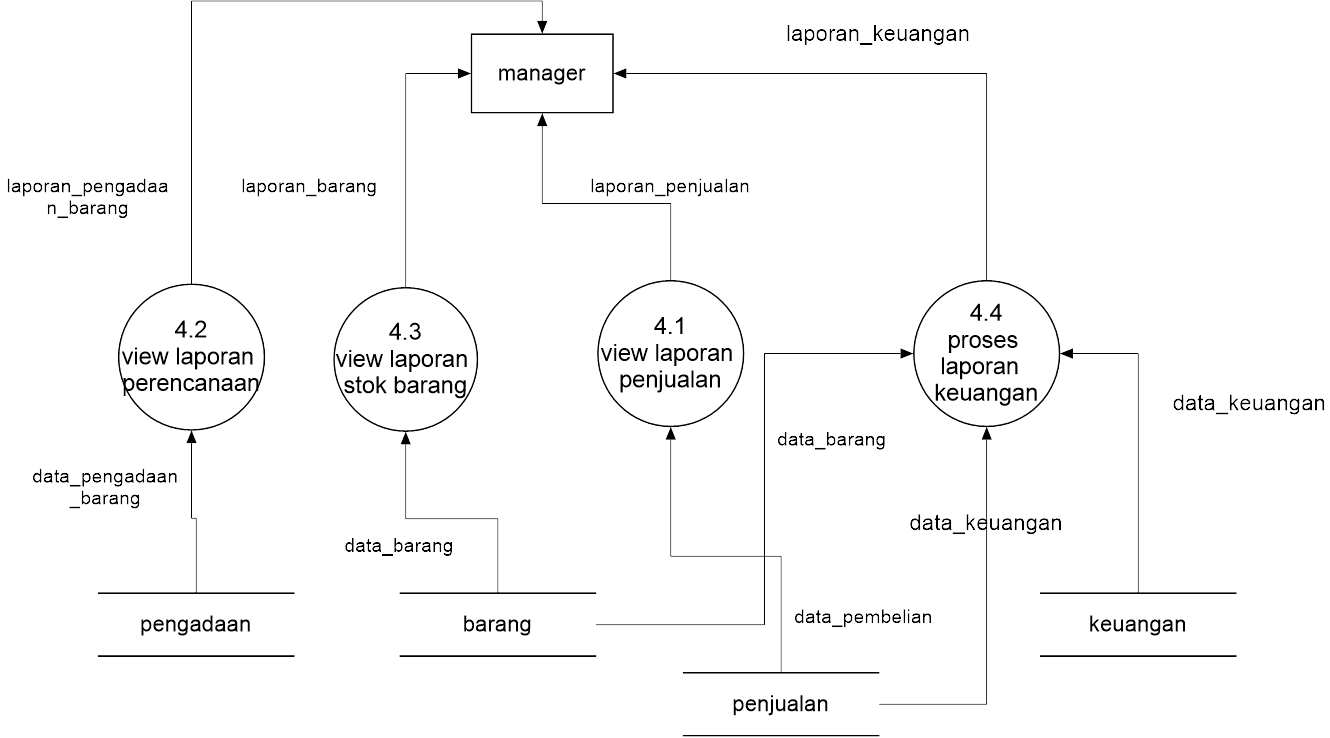 laporan_keuangan
manager
laporan_pengadaa
n_barang
laporan_barang
laporan_penjualan
4.2
view laporan
perencanaan
4.3
view laporan
stok barang
4.1
view laporan
penjualan
4.4
proses
laporan
keuangan
data_keuangan
data_barang
data_pengadaan
_barang
data_keuangan
data_barang
pengadaan
barang
data_pembelian
keuangan
penjualan